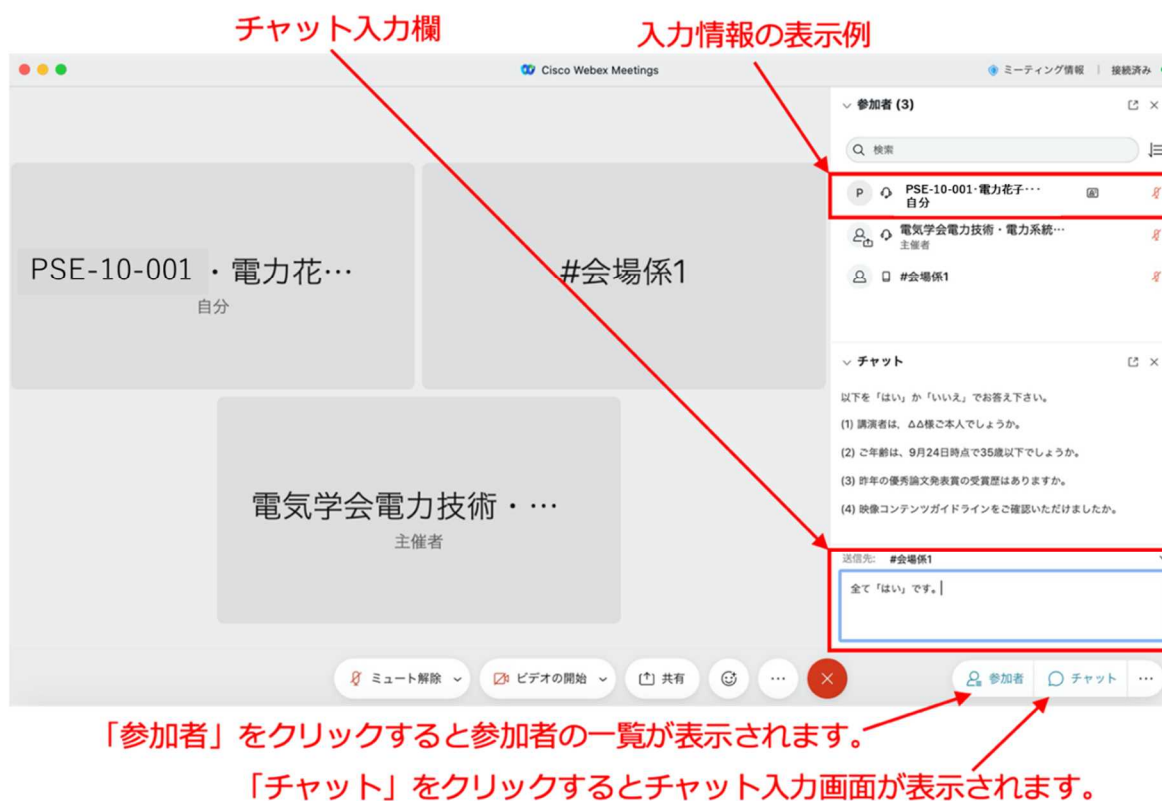 チャット入力欄
入力情報の表示例
Cisco Webex Meetings
ミーティング情報 | 接続済み
参加者 (3)
検索
P PSE-10-001･電力花子･･･
自分
電気学会電力技術・電力系統…
主催者
#会場係1
PSE-10-001・電力花…
自分
#会場係1
電気学会電力技術・…
主催者
チャット
以下を「はい」か「いいえ」でお答え下さい。
(1) 講演者は、△△様ご本人でしょうか。
(2) ご年齢は、9月24日時点で35歳以下でしょうか。
(3) 昨年の優秀論文発表賞の受賞歴はありますか。
(4) 映像コンテンツガイドラインをご確認いただけましたか。
送信先: #会場係1
全て「はい」です。
ミュート解除
ビデオの開始
共有
参加者
チャット
「参加者」をクリックすると参加者の一覧が表示されます。
「チャット」をクリックするとチャット入力画面が表示されます。